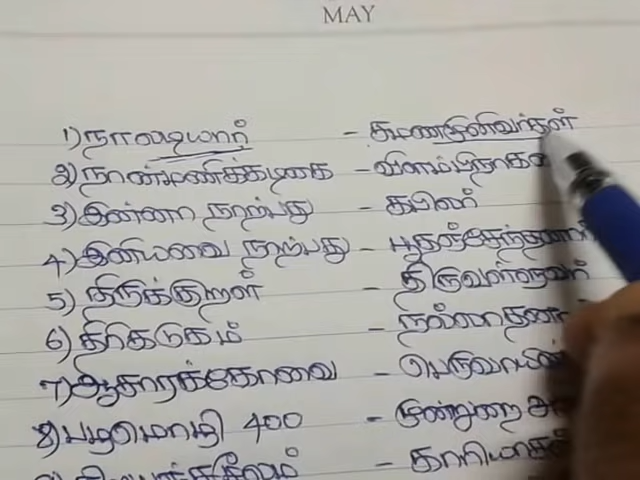 MAY
1) நாலடியார் - சமணமுனிவர்கள்
2) நான்மணிக்கடிகை - விளம்பிநாகன
3) இன்னா நாற்பது - கபிலர்
4) இனியவை நாற்பது - பூதஞ்சேந்தனார்
5) திருக்குறள் - திருவள்ளுவர்
6) திரிகடுகம் - நல்லாதனா
7) ஆசாரக்கோவை - பெருவாயின்
8) பழமொழி 400 - முன்றுறை அ
- காரியாசா